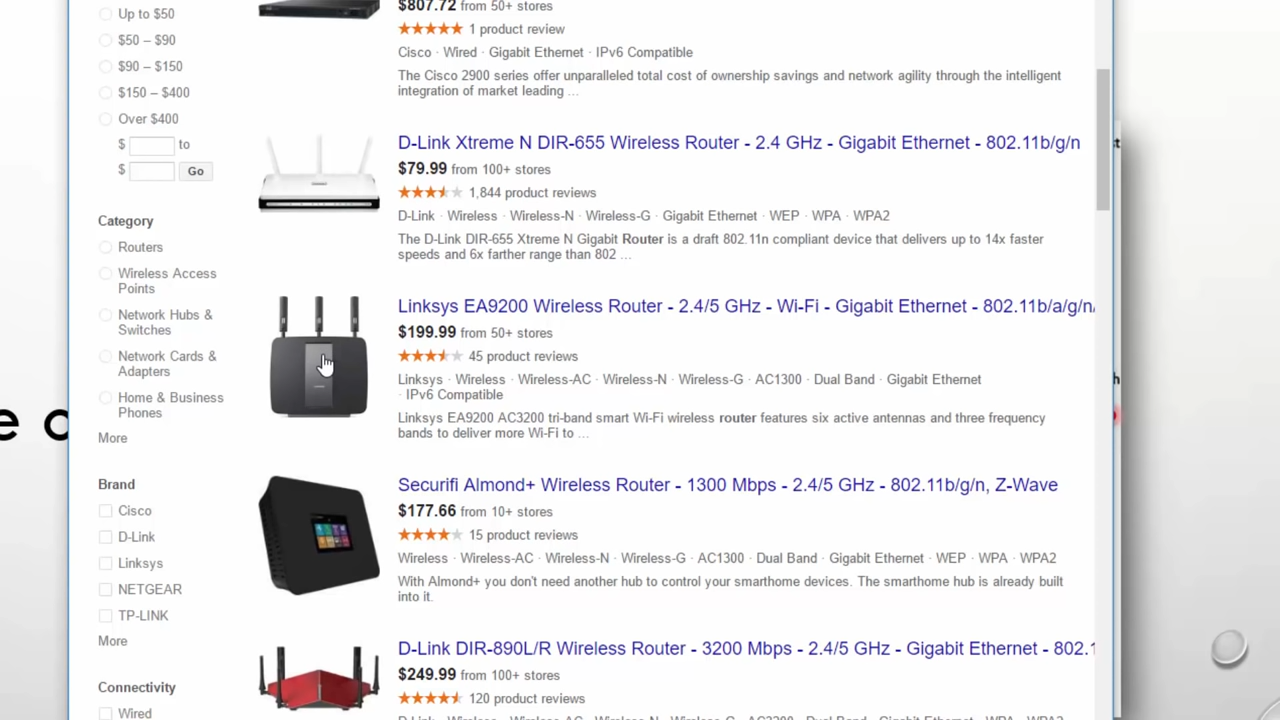 Up to $50
$50 – $90
$90 – $150
$150 – $400
Over $400
$ to
$ Go
Category
Routers
Wireless Access
Points
Network Hubs &
Switches
Network Cards &
Adapters
Home & Business
Phones
More
Brand
Cisco
D-Link
Linksys
NETGEAR
TP-LINK
More
Connectivity
Wired
$807.72 from 50+ stores
1 product review
Cisco · Wired · Gigabit Ethernet · IPv6 Compatible
The Cisco 2900 series offer unparalleled total cost of ownership savings and network agility through the intelligent
integration of market leading ...
D-Link Xtreme N DIR-655 Wireless Router - 2.4 GHz - Gigabit Ethernet - 802.11b/g/n
$79.99 from 100+ stores
1,844 product reviews
D-Link · Wireless · Wireless-N · Wireless-G · Gigabit Ethernet · WEP · WPA · WPA2
The D-Link DIR-655 Xtreme N Gigabit Router is a draft 802.11n compliant device that delivers up to 14x faster
speeds and 6x farther range than 802 ...
Linksys EA9200 Wireless Router - 2.4/5 GHz - Wi-Fi - Gigabit Ethernet - 802.11b/a/g/n/
$199.99 from 50+ stores
45 product reviews
Linksys · Wireless · Wireless-AC · Wireless-N · Wireless-G · AC1300 · Dual Band · Gigabit Ethernet
· IPv6 Compatible
Linksys EA9200 AC3200 tri-band smart Wi-Fi wireless router features six active antennas and three frequency
bands to deliver more Wi-Fi to ...
Securifi Almond+ Wireless Router - 1300 Mbps - 2.4/5 GHz - 802.11b/g/n, Z-Wave
$177.66 from 10+ stores
15 product reviews
Wireless · Wireless-AC · Wireless-N · Wireless-G · AC1300 · Dual Band · Gigabit Ethernet · WEP · WPA · WPA2
With Almond+ you don't need another hub to control your smarthome devices. The smarthome hub is already built
into it.
D-Link DIR-890L/R Wireless Router - 3200 Mbps - 2.4/5 GHz - Gigabit Ethernet - 802.1
$249.99 from 100+ stores
120 product reviews